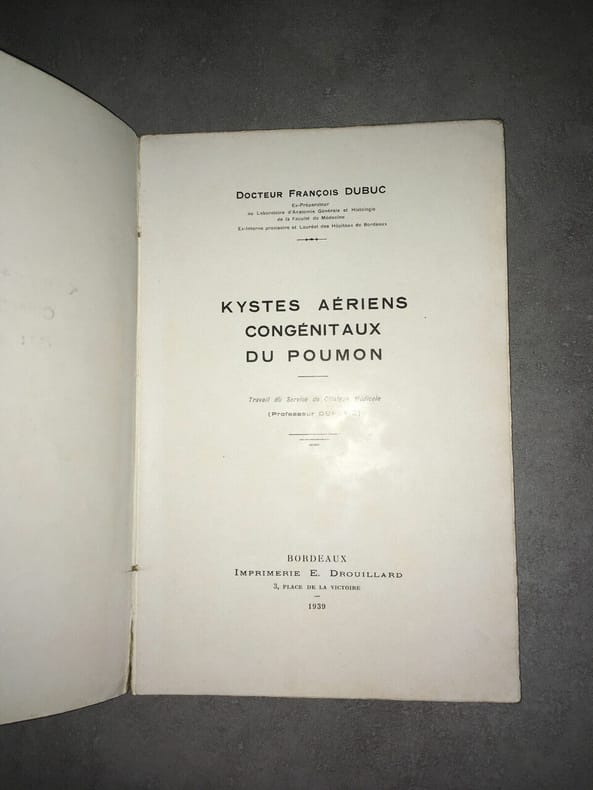 DOCTEUR FRANÇOIS DUBUC
Ex-Préparateur
au Laboratoire d'Anatomie Générale et Histologie
de la Faculté de Médecine
Ex-Interne provisoire et Lauréat des Hôpitaux de Bordeaux
KYSTES AÉRIENS
CONGÉNITAUX
DU POUMON
Travail du Service de Clinique Médicale
(Professeur
BORDEAUX
IMPRIMERIE E. DROUILLARD
3, PLACE DE LA VICTOIRE
1939